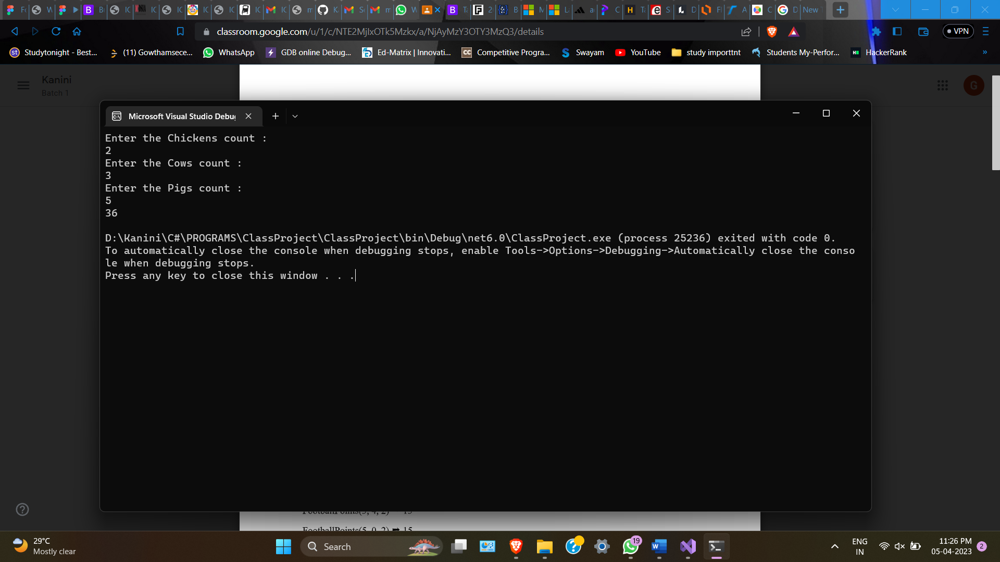 classroom.google.com/u/1/c/NTE2MjIxOTk5Mzkx/a/NjAyMzY3OTY3MzQ3/details
VPN
Studytonight - Best... (11) Gowthamsece... WhatsApp GDB online Debug... Ed-Matrix | Innovati... Competitive Progra... Swayam YouTube study importtnt Students My-Perfor... HackerRank
Kanini
Batch 1
G
Microsoft Visual Studio Debug
Enter the Chickens count :
2
Enter the Cows count :
3
Enter the Pigs count :
5
36
D:\Kanini\C#\PROGRAMS\ClassProject\ClassProject\bin\Debug\net6.0\ClassProject.exe (process 25236) exited with code 0.
To automatically close the console when debugging stops, enable Tools->Options->Debugging->Automatically close the conso
le when debugging stops.
Press any key to close this window . . .
FootballPoints(5, 0, 2) ➡ 15
29°C
Mostly clear
Search
19
ENG
IN
11:26 PM
05-04-2023
2